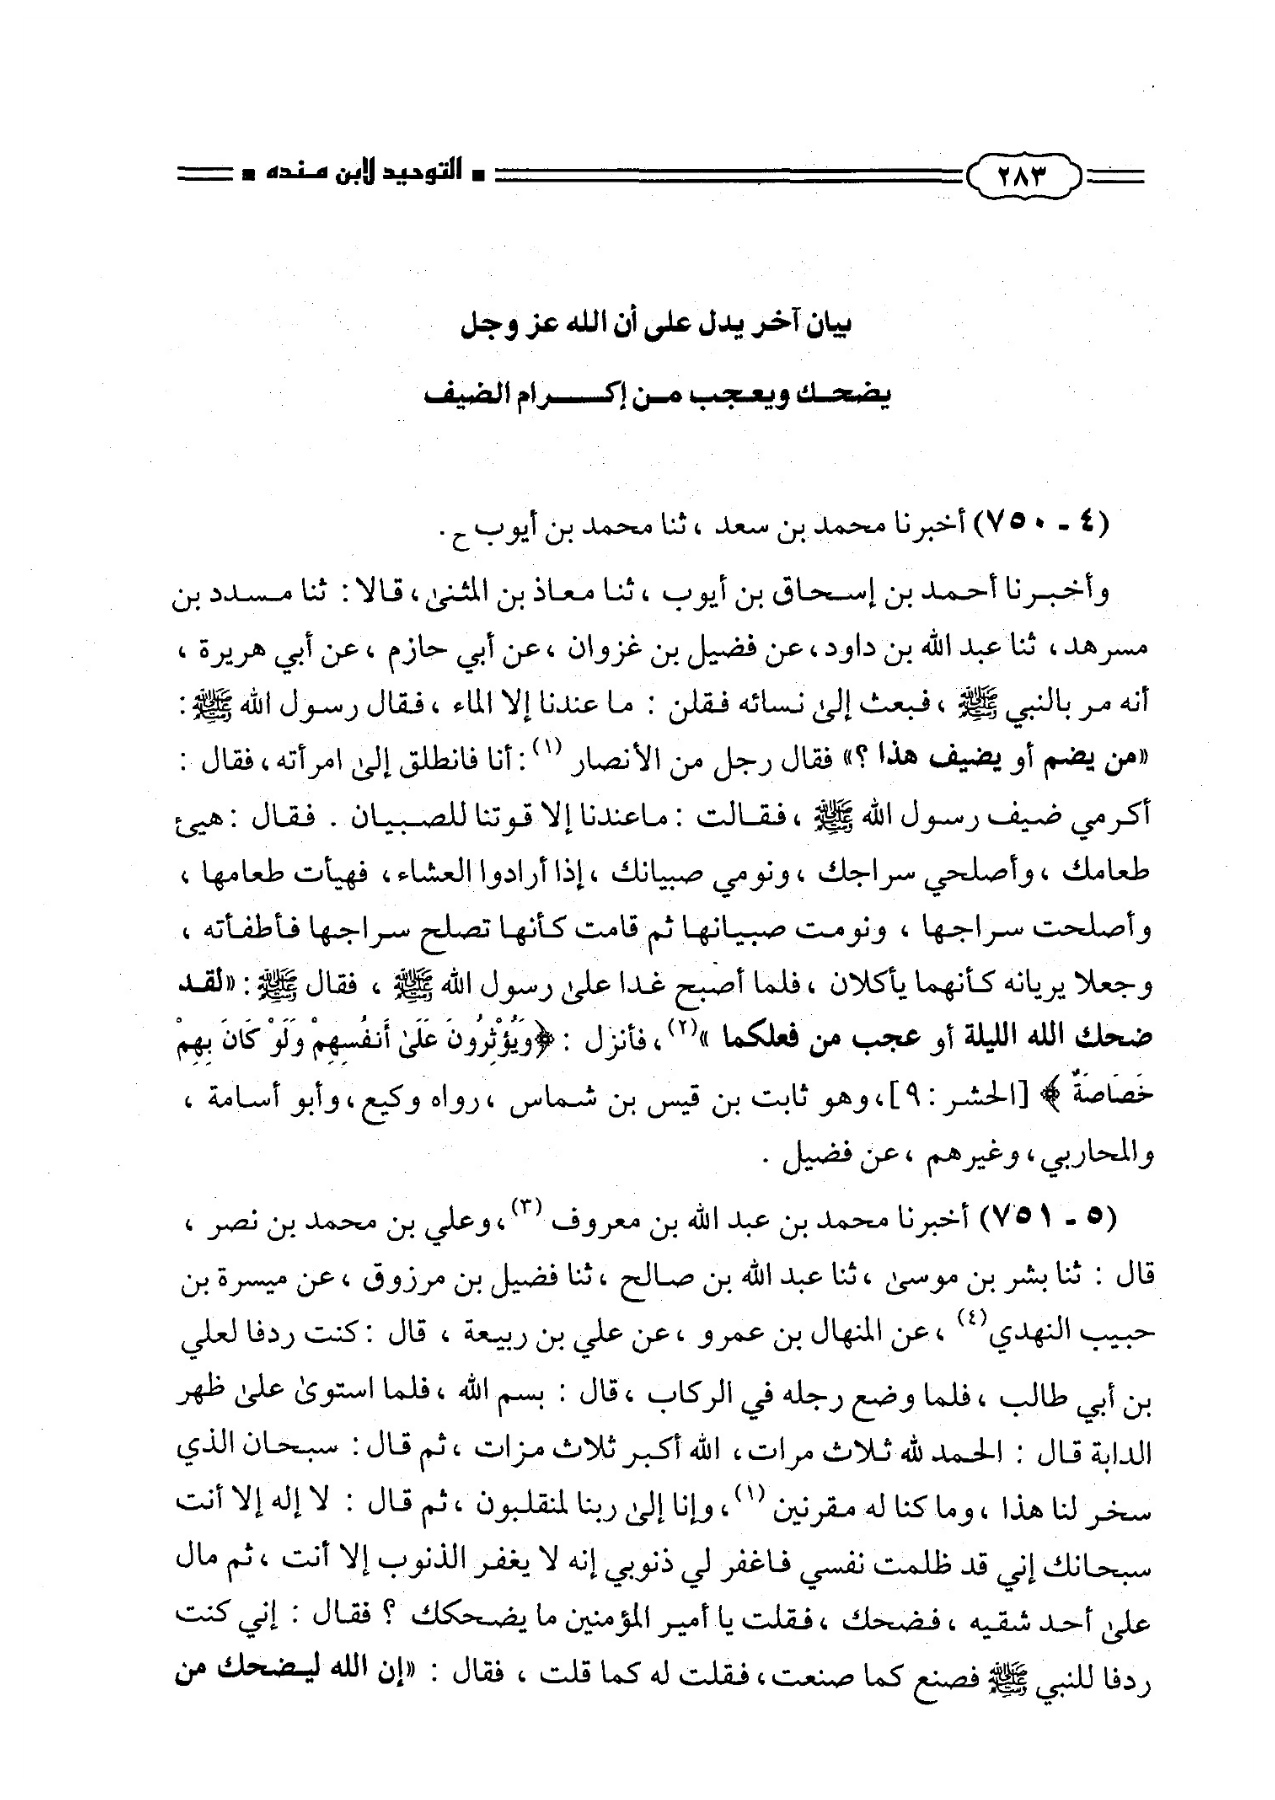 ٢٨٣ التوحيد لابن منده
بيان آخر يدل على أن الله عز وجل
يضحك ويعجب من إكرام الضيف
(٤ - ٧٥٠) أخبرنا محمد بن سعد ، ثنا محمد بن أيوب ح.
وأخبرنا أحمد بن إسحاق بن أيوب ، ثنا معاذ بن المثنى ، قالا : ثنا مسدد بن
مسرهد ، ثنا عبد الله بن داود ، عن فضيل بن غزوان ، عن أبي حازم ، عن أبي هريرة ،
أنه مر بالنبي ﷺ ، فبعث إلى نسائه فقلن : ما عندنا إلا الماء ، فقال رسول الله ﷺ :
«من يضم أو يضيف هذا ؟» فقال رجل من الأنصار (١) : أنا فانطلق إلى امرأته ، فقال :
أكرمي ضيف رسول الله ﷺ ، فقالت : ماعندنا إلا قوتنا للصبيان . فقال : هيئ
طعامك ، وأصلحي سراجك ، ونومي صبيانك ، إذا أرادوا العشاء ، فهيأت طعامها ،
وأصلحت سراجها ، ونومت صبيانها ثم قامت كأنها تصلح سراجها فأطفأته ،
وجعلا يريانه كأنهما يأكلان ، فلما أصبح غدا على رسول الله ﷺ ، فقال ﷺ : «لقد
ضحك الله الليلة أو عجب من فعلكما »(٢) ، فأنزل : ﴿وَيُؤْثِرُونَ عَلَىٰ أَنفُسِهِمْ وَلَوْ كَانَ بِهِمْ
خَصَاصَةٌ ﴾ [الحشر : ٩] ، وهو ثابت بن قيس بن شماس ، رواه وكيع ، وأبو أسامة ،
والمحاربي ، وغيرهم ، عن فضيل .
(٥ - ٧٥١) أخبرنا محمد بن عبد الله بن معروف (٣) ، وعلي بن محمد بن نصر ،
قال : ثنا بشر بن موسى ، ثنا عبد الله بن صالح ، ثنا فضيل بن مرزوق ، عن ميسرة بن
حبيب النهدي (٤) ، عن المنهال بن عمرو ، عن علي بن ربيعة ، قال : كنت ردفا لعلي
بن أبي طالب ، فلما وضع رجله في الركاب ، قال : بسم الله ، فلما استوى على ظهر
الدابة قال : الحمد لله ثلاث مرات ، الله أكبر ثلاث مزات ، ثم قال : سبحان الذي
سخر لنا هذا ، وما كنا له مقرنين (١) ، وإنا إلى ربنا لمنقلبون ، ثم قال : لا إله إلا أنت
سبحانك إني قد ظلمت نفسي فاغفر لي ذنوبي إنه لا يغفر الذنوب إلا أنت ، ثم مال
على أحد شقيه ، فضحك ، فقلت يا أمير المؤمنين ما يضحكك ؟ فقال : إني كنت
ردفا للنبي ﷺ فصنع كما صنعت ، فقلت له كما قلت ، فقال : «إن الله ليضحك من